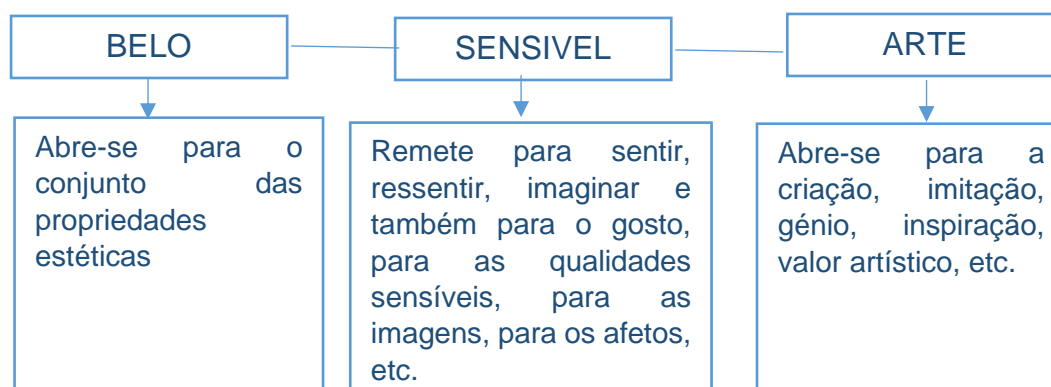 BELO
SENSIVEL
ARTE
Abre-se para o
conjunto das
propriedades
estéticas
Remete para sentir,
ressentir, imaginar e
também para o gosto,
para as qualidades
sensíveis, para as
imagens, para os afetos,
etc.
Abre-se para a
criação, imitação,
génio, inspiração,
valor artístico, etc.